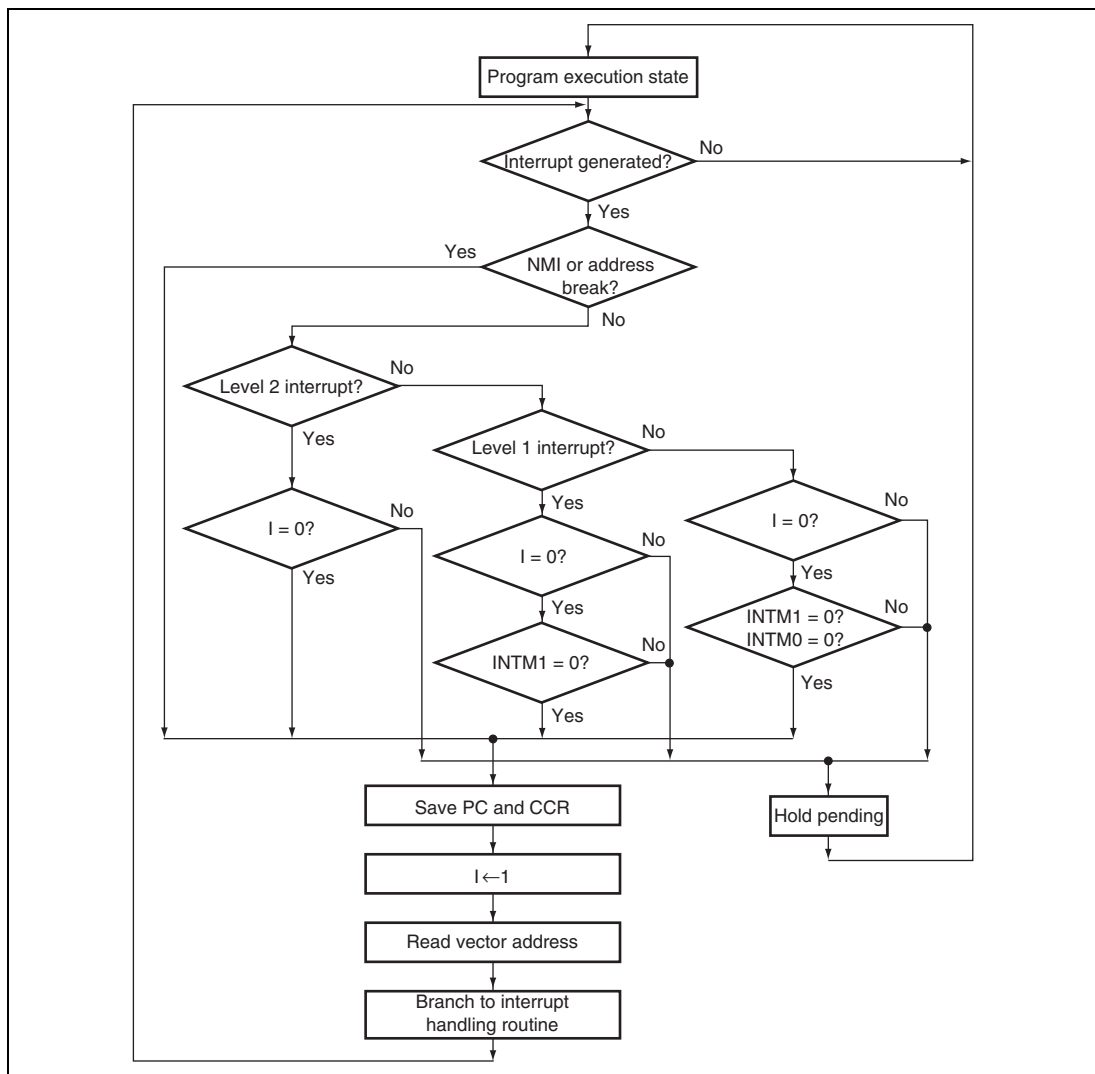 Program execution state
Interrupt generated?
No
Yes
Yes
NMI or address
break?
No
Level 2 interrupt?
No
Level 1 interrupt?
No
Yes
Yes
I = 0?
No
I = 0?
No
I = 0?
No
Yes
Yes
Yes
INTM1 = 0?
No
INTM1 = 0?
INTM0 = 0?
No
Yes
Yes
Save PC and CCR
Hold pending
I ←1
Read vector address
Branch to interrupt
handling routine